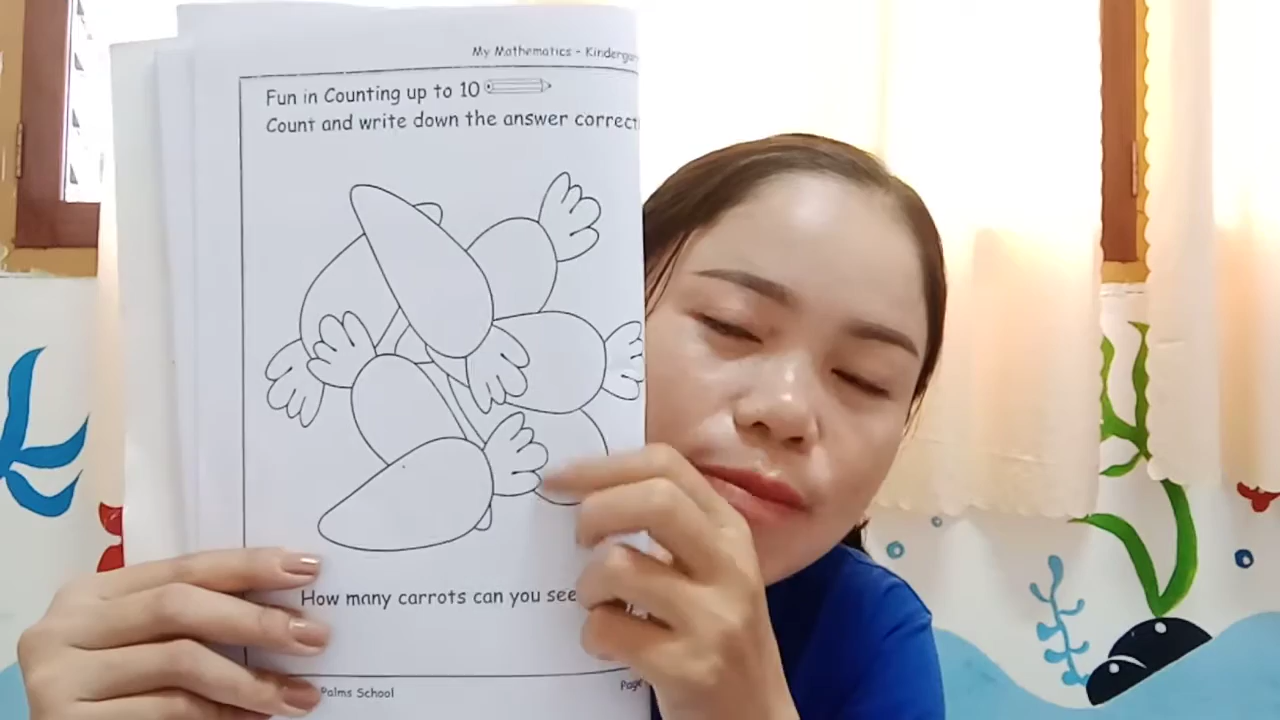 My Mathematics - Kindergar
Fun in Counting up to 10
Count and write down the answer correct
How many carrots can you see
Palms School
Page